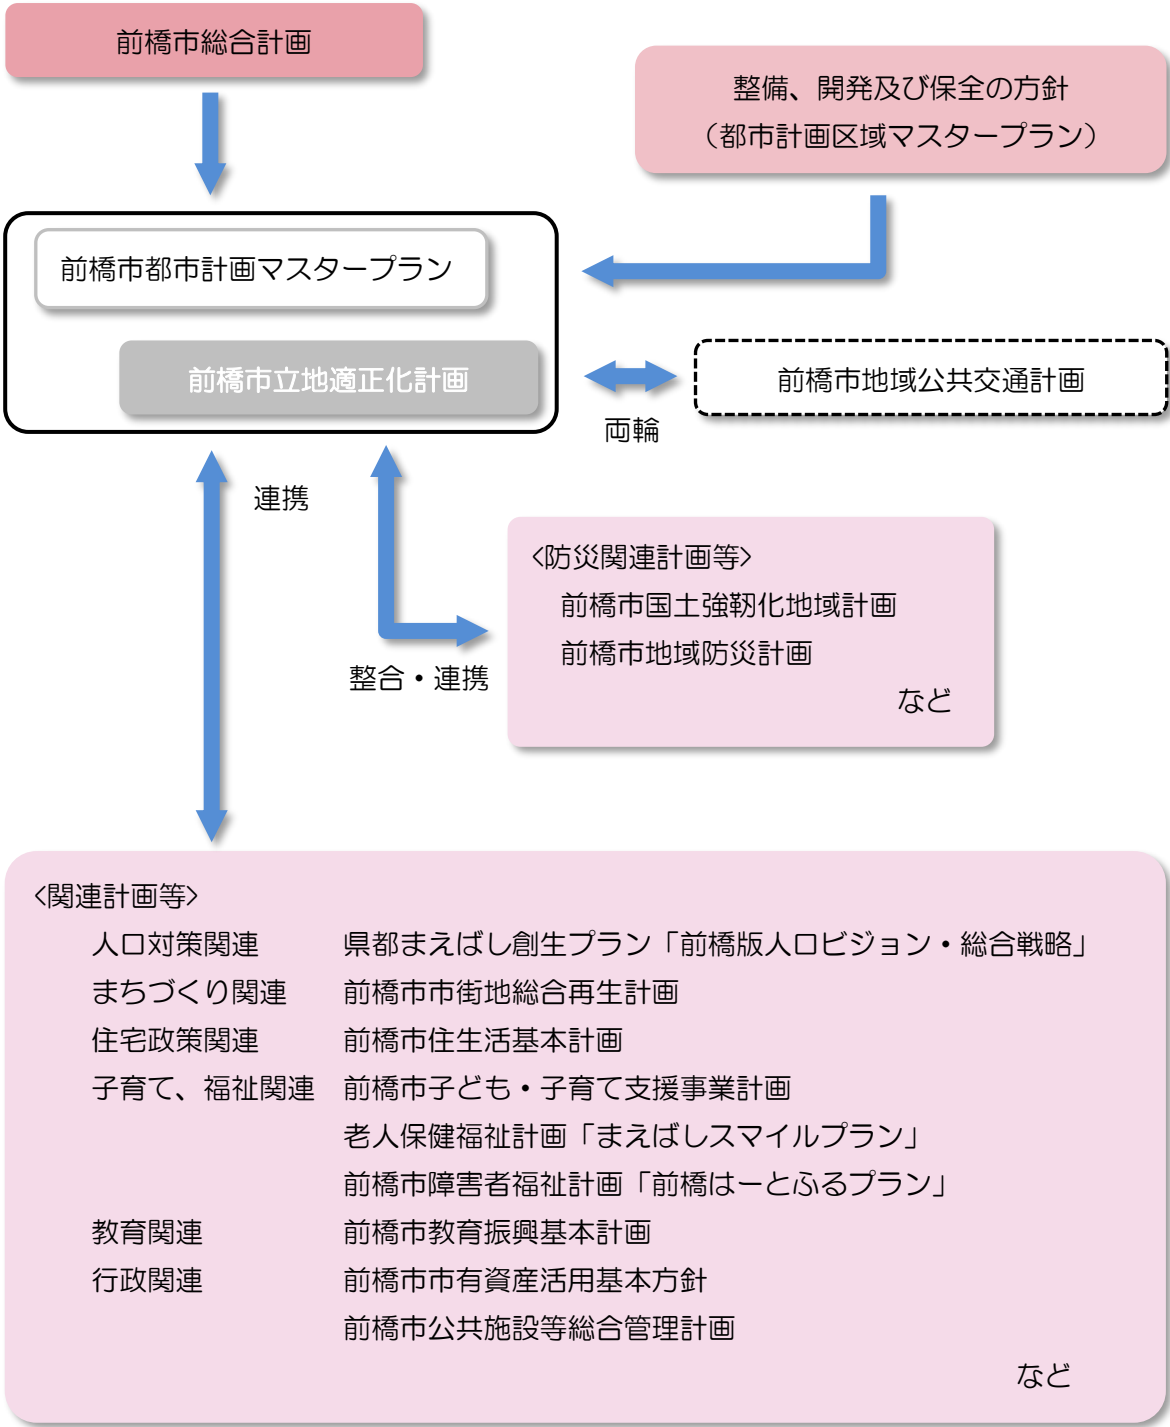 前橋市総合計画
整備、開発及び保全の方針
（都市計画区域マスタープラン）
前橋市都市計画マスタープラン
前橋市立地適正化計画
前橋市地域公共交通計画
両輪
連携
<防災関連計画等>
前橋市国土強靭化地域計画
前橋市地域防災計画
など
整合・連携
<関連計画等>
人口対策関連 県都まえばし創生プラン「前橋版人口ビジョン・総合戦略」
まちづくり関連 前橋市市街地総合再生計画
住宅政策関連 前橋市住生活基本計画
子育て、福祉関連 前橋市子ども・子育て支援事業計画
老人保健福祉計画「まえばしスマイルプラン」
前橋市障害者福祉計画「前橋はーとふるプラン」
教育関連 前橋市教育振興基本計画
行政関連 前橋市市有資産活用基本方針
前橋市公共施設等総合管理計画
など